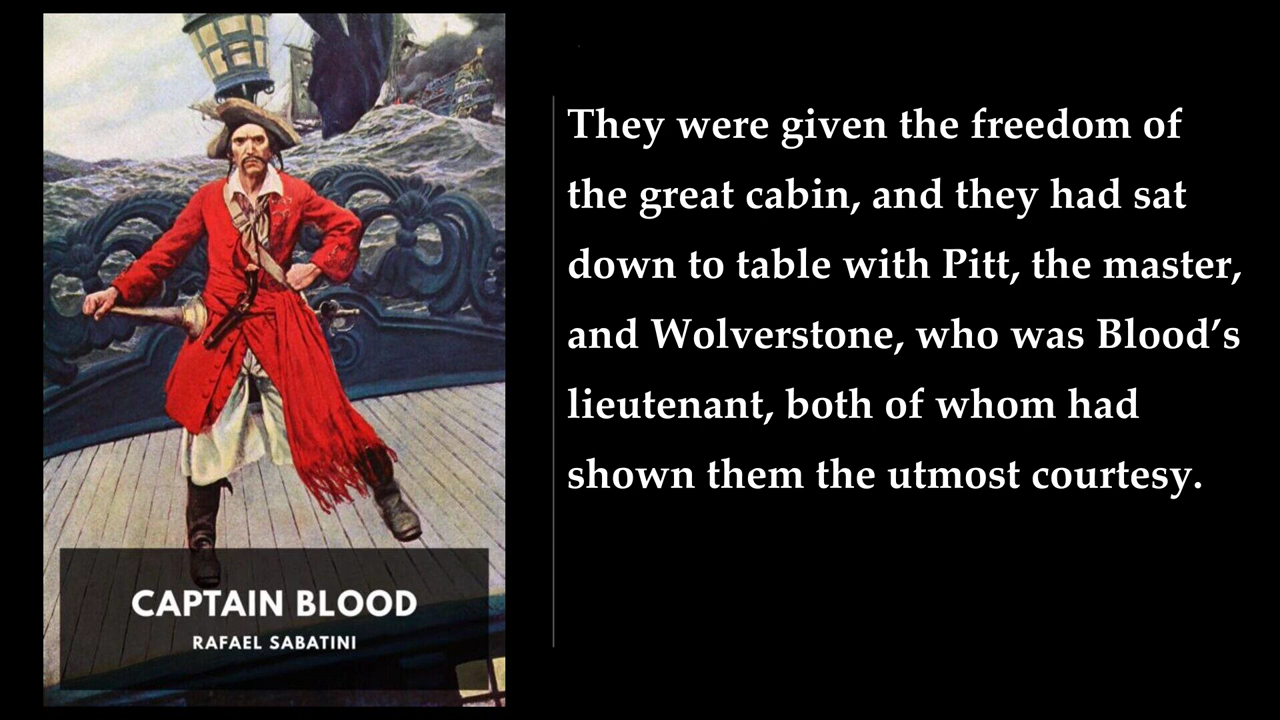 They were given the freedom of
the great cabin, and they had sat
down to table with Pitt, the master,
and Wolverstone, who was Blood’s
lieutenant, both of whom had
shown them the utmost courtesy.
CAPTAIN BLOOD
RAFAEL SABATINI